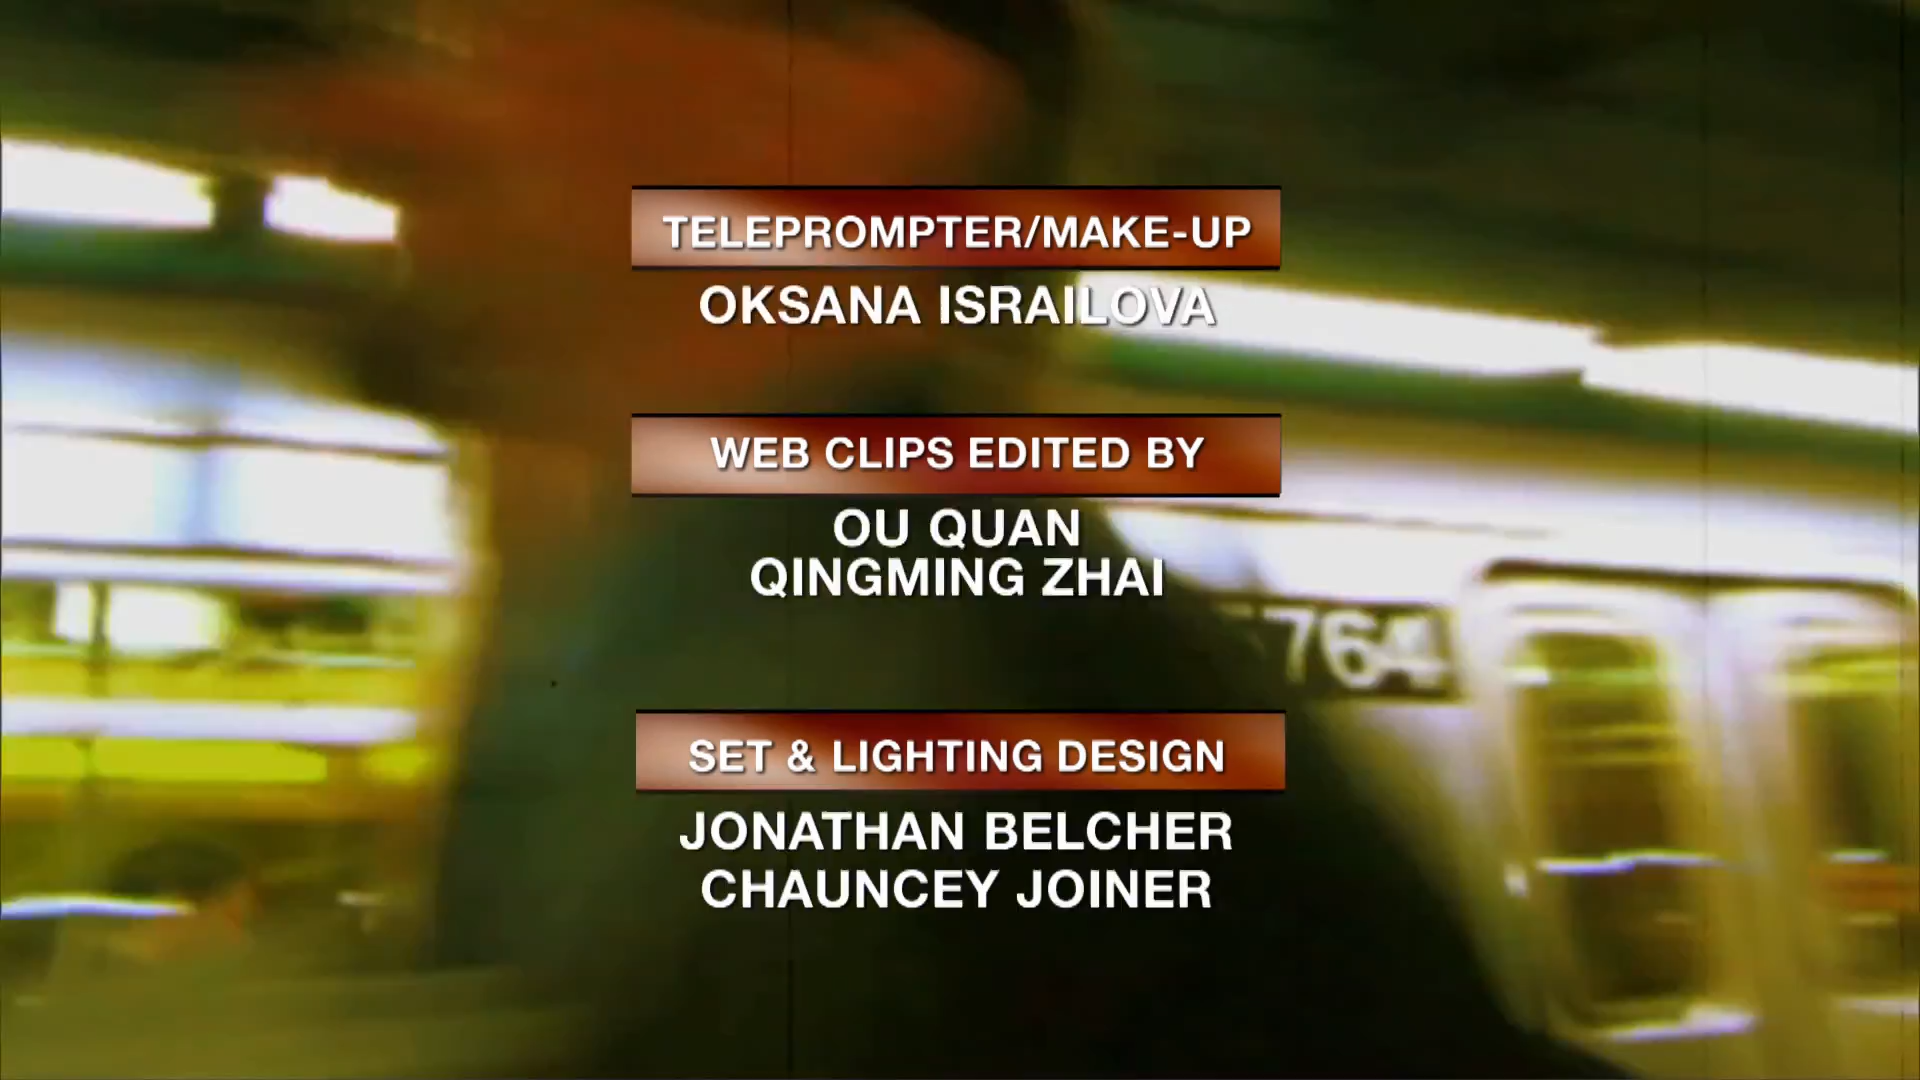 TELEPROMPTER/MAKE-UP
OKSANA ISRAILOVA
WEB CLIPS EDITED BY
OU QUAN
QINGMING ZHAI
764
SET & LIGHTING DESIGN
JONATHAN BELCHER
CHAUNCEY JOINER